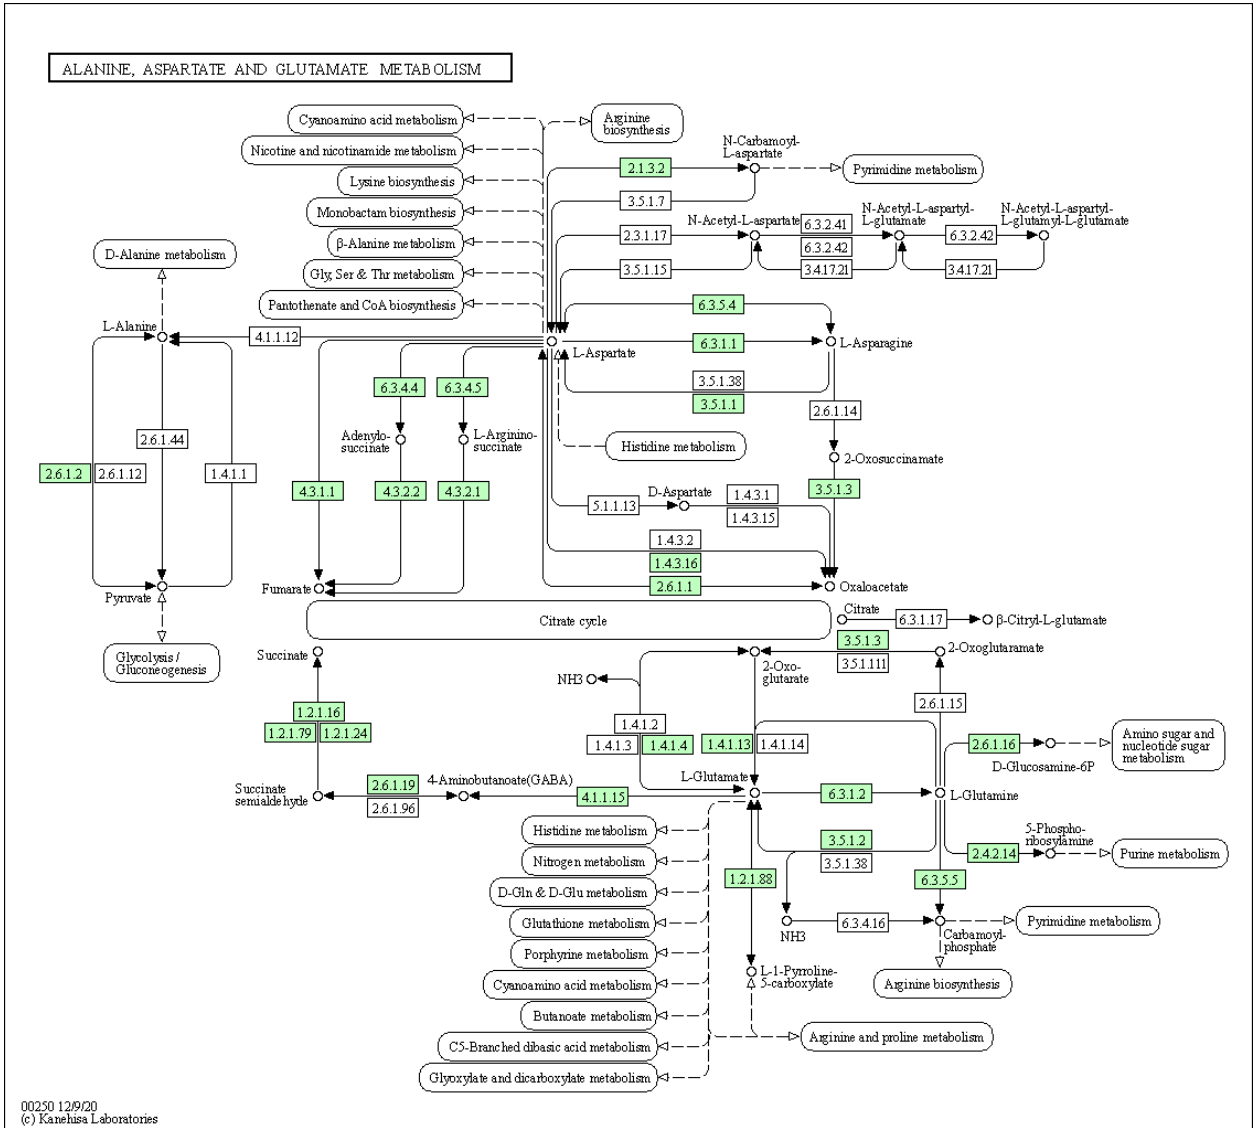 ALANINE, ASPARTATE AND GLUTAMATE METABOLISM
Cyanoamino acid metabolism
Arginine
biosynthesis
Nicotine and nicotinamide metabolism
N-Carbamoyl-
L-aspartate
2.1.3.2
Pyrimidine metabolism
Lysine biosynthesis
3.5.1.7
Monobactam biosynthesis
N-Acetyl-L-aspartate
N-Acetyl-L-aspartyl-
L-glutamate
N-Acetyl-L-aspartyl-
L-glutamyl-L-glutamate
6.3.2.41
2.3.1.17
6.3.2.42
6.3.2.42
β-Alanine metabolism
D-Alanine metabolism
3.5.1.15
3.4.17.21
3.4.17.21
Gly, Ser & Thr metabolism
Pantothenate and CoA biosynthesis
6.3.5.4
L-Alanine
4.1.1.12
L-Aspartate
6.3.1.1
L-Asparagine
6.3.4.4
6.3.4.5
3.5.1.38
3.5.1.1
2.6.1.14
2.6.1.44
Adenylo-
succinate
L-Arginino-
succinate
Histidine metabolism
2-Oxosuccinamate
2.6.1.2
2.6.1.12
1.4.1.1
4.3.1.1
4.3.2.2
4.3.2.1
D-Aspartate
5.1.1.13
1.4.3.1
1.4.3.15
3.5.1.3
1.4.3.2
1.4.3.16
2.6.1.1
Pyruvate
Fumarate
Oxaloacetate
Citrate cycle
Citrate
6.3.1.17
β-Citryl-L-glutamate
Glycolysis /
Gluconeogenesis
Succinate
3.5.1.3
3.5.1.111
2-Oxoglutaramate
2-Oxo-
glutarate
NH3
2.6.1.15
1.2.1.16
1.2.1.79
1.2.1.24
1.4.1.2
1.4.1.3
1.4.1.4
1.4.1.13
1.4.1.14
2.6.1.16
D-Glucosamine-6P
Amino sugar and
nucleotide sugar
metabolism
Succinate
semialdehyde
2.6.1.19
2.6.1.96
4-Aminobutanoate(GABA)
4.1.1.15
L-Glutamate
6.3.1.2
L-Glutamine
Histidine metabolism
3.5.1.2
3.5.1.38
5-Phospho-
ribosylamine
2.4.2.14
Purine metabolism
Nitrogen metabolism
1.2.1.88
6.3.5.5
D-Gln & D-Glu metabolism
Glutathione metabolism
NH3
6.3.4.16
Carbamoyl-
phosphate
Pyrimidine metabolism
Porphyrine metabolism
L-1-Pyrroline-
5-carboxylate
Arginine biosynthesis
Cyanoamino acid metabolism
Butanoate metabolism
Arginine and proline metabolism
C5-Branched dibasic acid metabolism
Glyoxylate and dicarboxylate metabolism
00250 12/9/20
(c) Kanehisa Laboratories